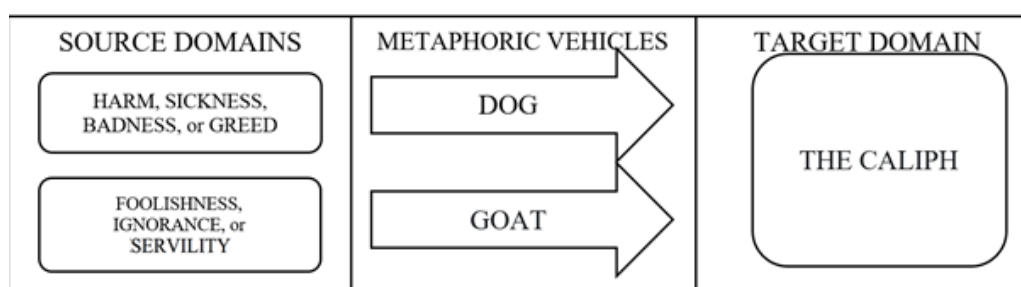 SOURCE DOMAINS
HARM, SICKNESS,
BADNESS, or GREED
FOOLISHNESS,
IGNORANCE, or
SERVILITY
METAPHORIC VEHICLES
DOG
GOAT
TARGET DOMAIN
THE CALIPH